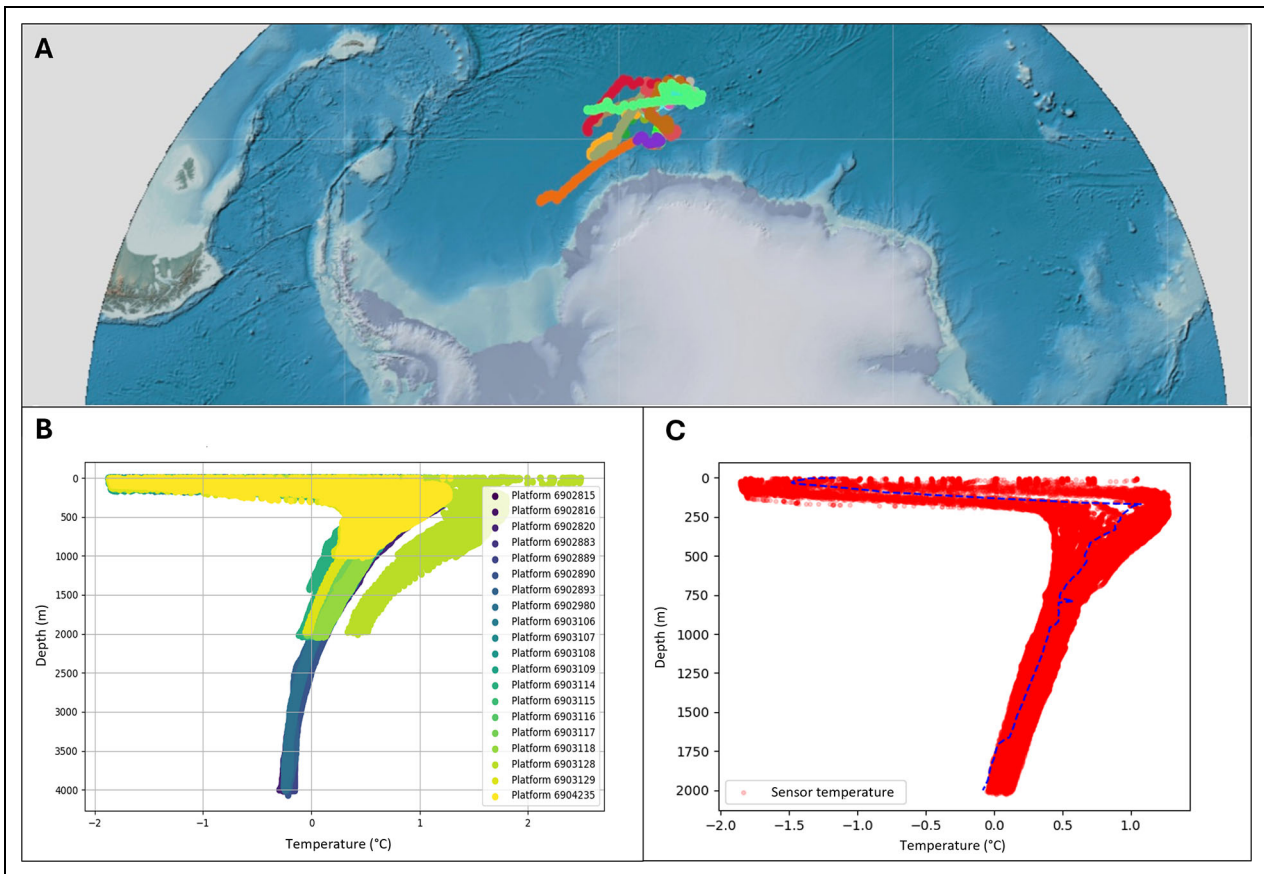 A
B
0
500
1000
1500
2000
2500
3000
3500
4000
Depth (m)
−2
−1
0
1
2
Temperature (°C)
Platform 6902815
Platform 6902816
Platform 6902820
Platform 6902883
Platform 6902889
Platform 6902890
Platform 6902893
Platform 6902980
Platform 6903106
Platform 6903107
Platform 6903108
Platform 6903109
Platform 6903114
Platform 6903115
Platform 6903116
Platform 6903117
Platform 6903118
Platform 6903128
Platform 6903129
Platform 6904235
C
0
250
500
750
1000
1250
1500
1750
2000
Depth (m)
Sensor temperature
−2.0
−1.5
−1.0
−0.5
0.0
0.5
1.0
Temperature (°C)